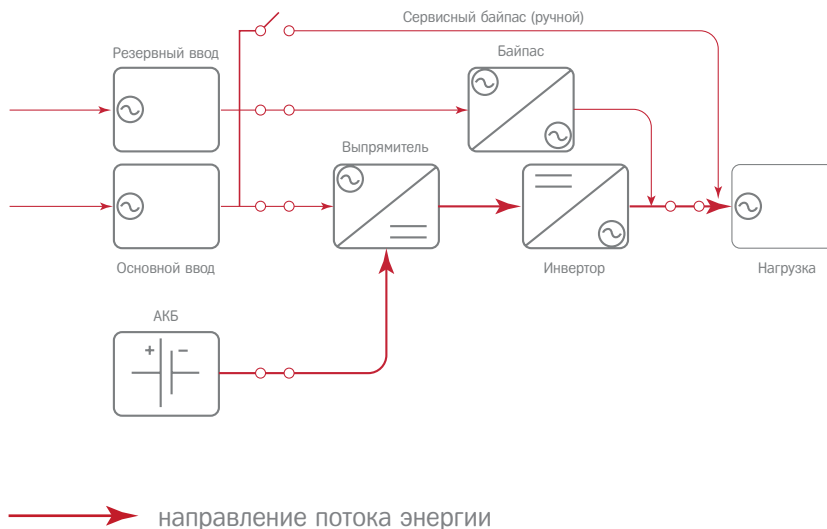 Сервисный байпас (ручной)
Резервный ввод
Байпас
Выпрямитель
Основной ввод
Инвертор
Нагрузка
АКБ
+ −
направление потока энергии